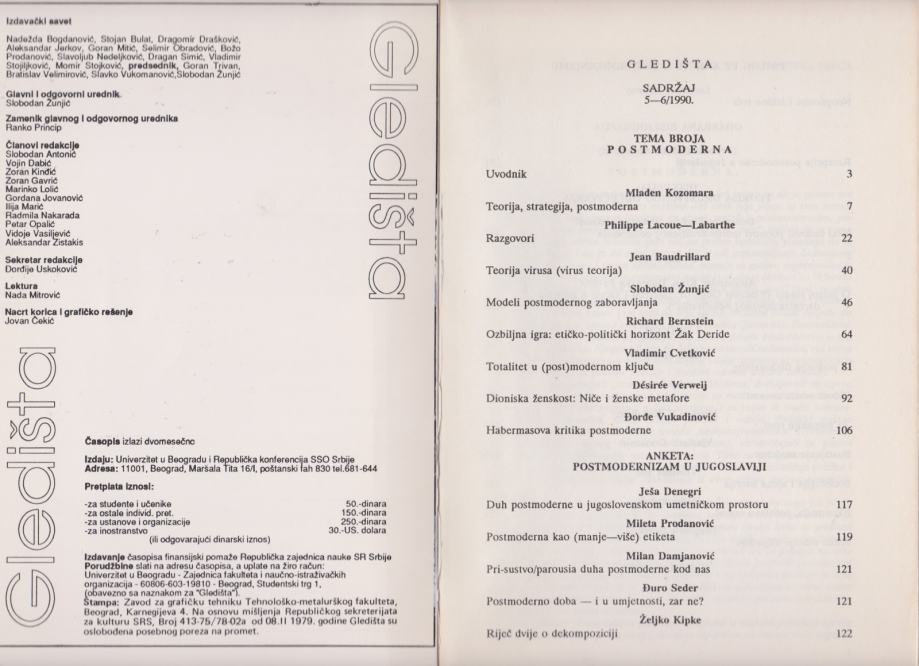 Izdavački savet
Nadežda Bogdanović, Stojan Bulat, Dragomir Drašković,
Aleksandar Jerkov, Goran Mitić, Selimir Obradović, Božo
Prodanović, Slavoljub Nedeljković, Dragan Simić, Vladimir
Stojiljković, Momir Stojković, predsednik, Goran Trivan,
Bratislav Velimirović, Slavko Vukomanović,Slobodan Žunjić
Glavni i odgovorni urednik
Slobodan Žunjić
Zamenik glavnog i odgovornog urednika
Ranko Princip
Članovi redakcije
Slobodan Antonić
Vojin Dabić
Zoran Kinđić
Zoran Gavrić
Marinko Lolić
Gordana Jovanović
Ilija Marić
Radmila Nakarada
Petar Opalić
Vidoje Vasiljević
Aleksandar Zistakis
Sekretar redakcije
Dordije Uskoković
Lektura
Nada Mitrović
Nacrt korica i grafičko rešenje
Jovan Čekić
Gledišta
Gledišta
Časopis izlazi dvomesečno
Izdaju: Univerzitet u Beogradu i Republička konferencija SSO Srbije
Adresa: 11001, Beograd, Maršala Tita 16/I, poštanski fah 830 tel.681-644
Pretplata iznosi:
-za studente i učenike 50.-dinara
-za ostale individ. pret. 150.-dinara
-za ustanove i organizacije 250.-dinara
-za inostranstvo 30.-US. dolara
(ili odgovarajući dinarski iznos)
Izdavanje časopisa finansijski pomaže Republička zajednica nauke SR Srbije
Porudžbine slati na adresu časopisa, a uplate na žiro račun:
Univerzitet u Beogradu - Zajednica fakulteta i naučno-istraživačkih
organizacija - 60806-603-19810 - Beograd, Studentski trg 1,
(obavezno sa naznakom za "Gledišta").
Štampa: Zavod za grafičku tehniku Tehnološko-metalurškog fakulteta,
Beograd, Karnegijeva 4. Na osnovu mišljenja Republičkog sekreterijata
za kulturu SRS, Broj 413-75/78-02a od 08.II 1979. godine Gledišta su
oslobođena posebnog poreza na promet.
GLEDIŠTA
SADRŽAJ
5—6/1990.
TEMA BROJA
POSTMODERNA
Uvodnik 3
Mladen Kozomara
Teorija, strategija, postmoderna 7
Philippe Lacoue—Labarthe
Razgovori 22
Jean Baudrillard
Teorija virusa (virus teorija) 40
Slobodan Žunjić
Modeli postmodernog zaboravljanja 46
Richard Bernstein
Ozbiljna igra: etičko-politički horizont Žak Deride 64
Vladimir Cvetković
Totalitet u (post)modernom ključu 81
Désirée Verweij
Dioniska ženskost: Niče i ženske metafore 92
Đorđe Vukadinović
Habermasova kritika postmoderne 106
ANKETA:
POSTMODERNIZAM U JUGOSLAVIJI
Ješa Denegri
Duh postmoderne u jugoslovenskom umetničkom prostoru 117
Mileta Prodanović
Postmoderna kao (manje—više) etiketa 119
Milan Damjanović
Pri-sustvo/parousia duha postmoderne kod nas 121
Đuro Seder
Postmoderno doba — i u umjetnosti, zar ne? 121
Željko Kipke
Riječ dvije o dekompoziciji 122